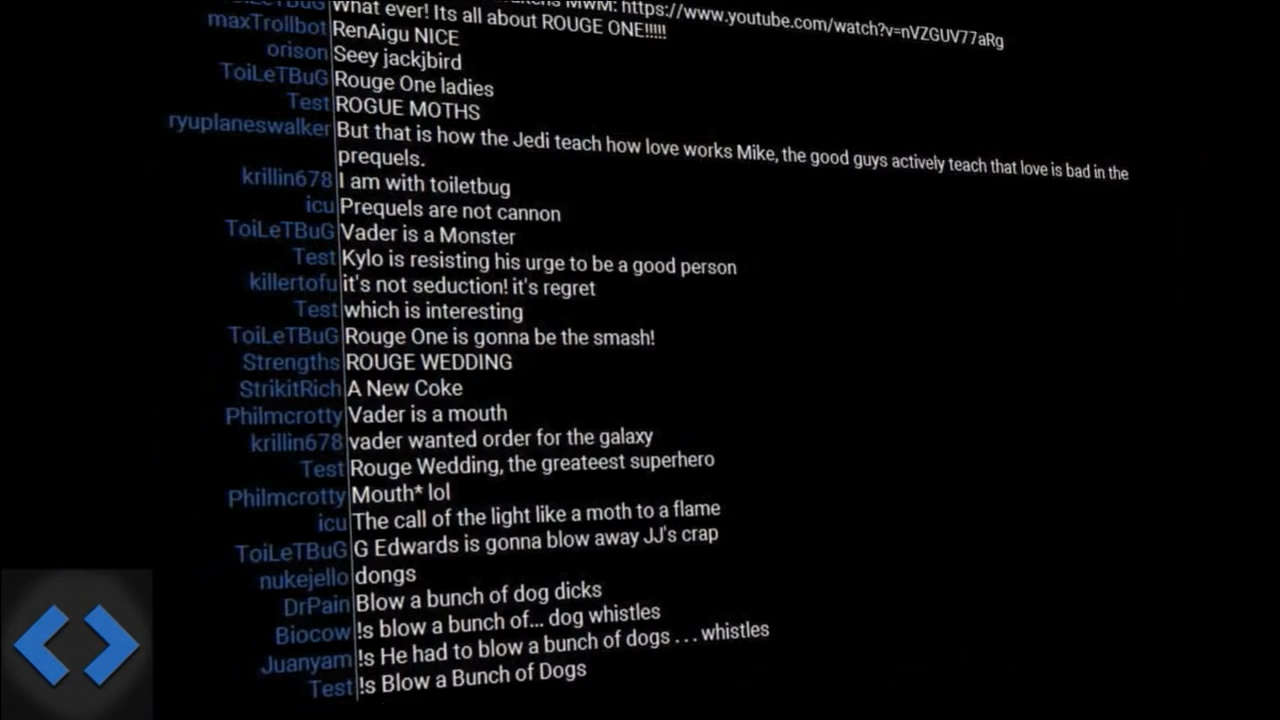 What ever! Its all about ROUGE ONE!!!!! MWM: https://www.youtube.com/watch?v=nVZGUV77aRg
maxTrollbot RenAigu NICE
orison Seey jackjbird
ToiLeTBuG Rouge One ladies
Test ROGUE MOTHS
ryuplaneswalker But that is how the Jedi teach how love works Mike, the good guys actively teach that love is bad in the
prequels.
krillin678 I am with toiletbug
icu Prequels are not cannon
ToiLeTBuG Vader is a Monster
Test Kylo is resisting his urge to be a good person
killertofu it's not seduction! it's regret
Test which is interesting
ToiLeTBuG Rouge One is gonna be the smash!
Strengths ROUGE WEDDING
StrikitRich A New Coke
Philmcrotty Vader is a mouth
krillin678 vader wanted order for the galaxy
Test Rouge Wedding, the greateest superhero
Philmcrotty Mouth* lol
icu The call of the light like a moth to a flame
ToiLeTBuG G Edwards is gonna blow away JJ's crap
nukejello dongs
DrPain Blow a bunch of dog dicks
Biocow !s blow a bunch of... dog whistles
Juanyam !s He had to blow a bunch of dogs . . . whistles
Test !s Blow a Bunch of Dogs